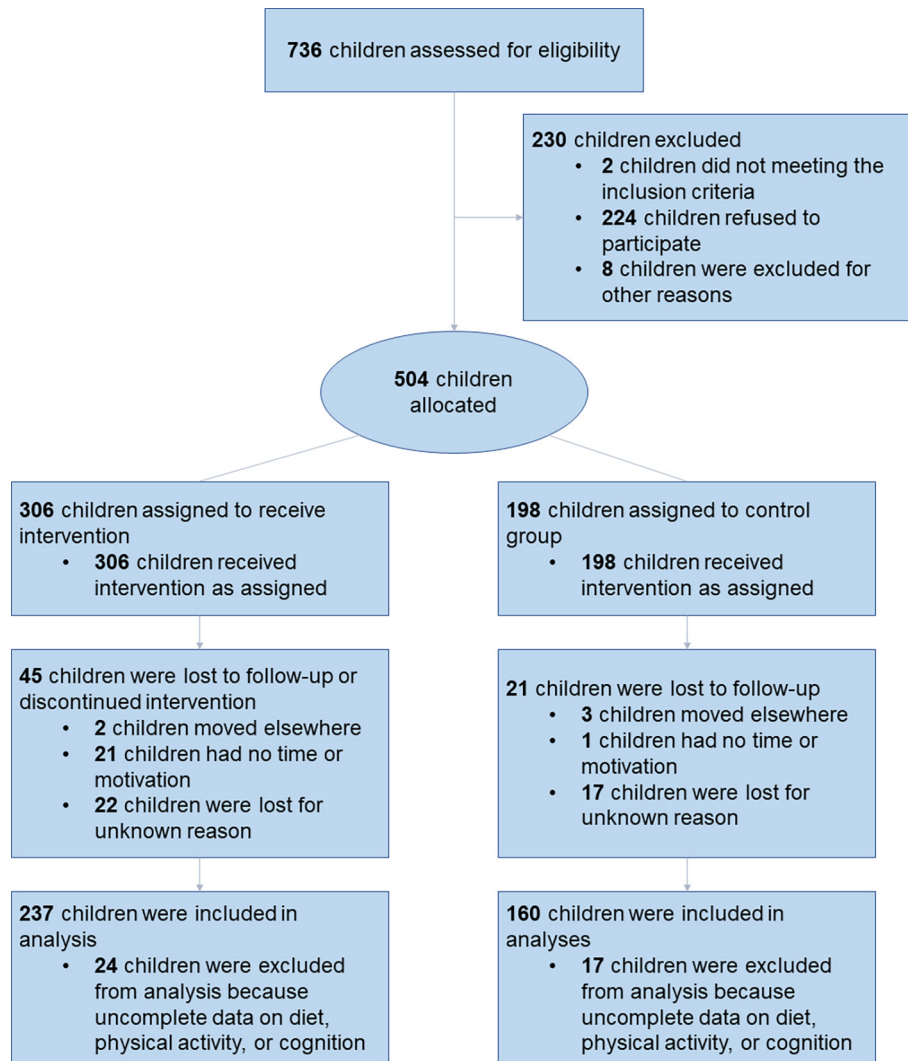 736 children assessed for eligibility
230 children excluded
• 2 children did not meeting the
inclusion criteria
• 224 children refused to
participate
• 8 children were excluded for
other reasons
504 children
allocated
306 children assigned to receive
intervention
• 306 children received
intervention as assigned
198 children assigned to control
group
• 198 children received
intervention as assigned
45 children were lost to follow-up or
discontinued intervention
• 2 children moved elsewhere
• 21 children had no time or
motivation
• 22 children were lost for
unknown reason
21 children were lost to follow-up
• 3 children moved elsewhere
• 1 children had no time or
motivation
• 17 children were lost for
unknown reason
237 children were included in
analysis
• 24 children were excluded
from analysis because
uncomplete data on diet,
physical activity, or cognition
160 children were included in
analyses
• 17 children were excluded
from analysis because
uncomplete data on diet,
physical activity, or cognition